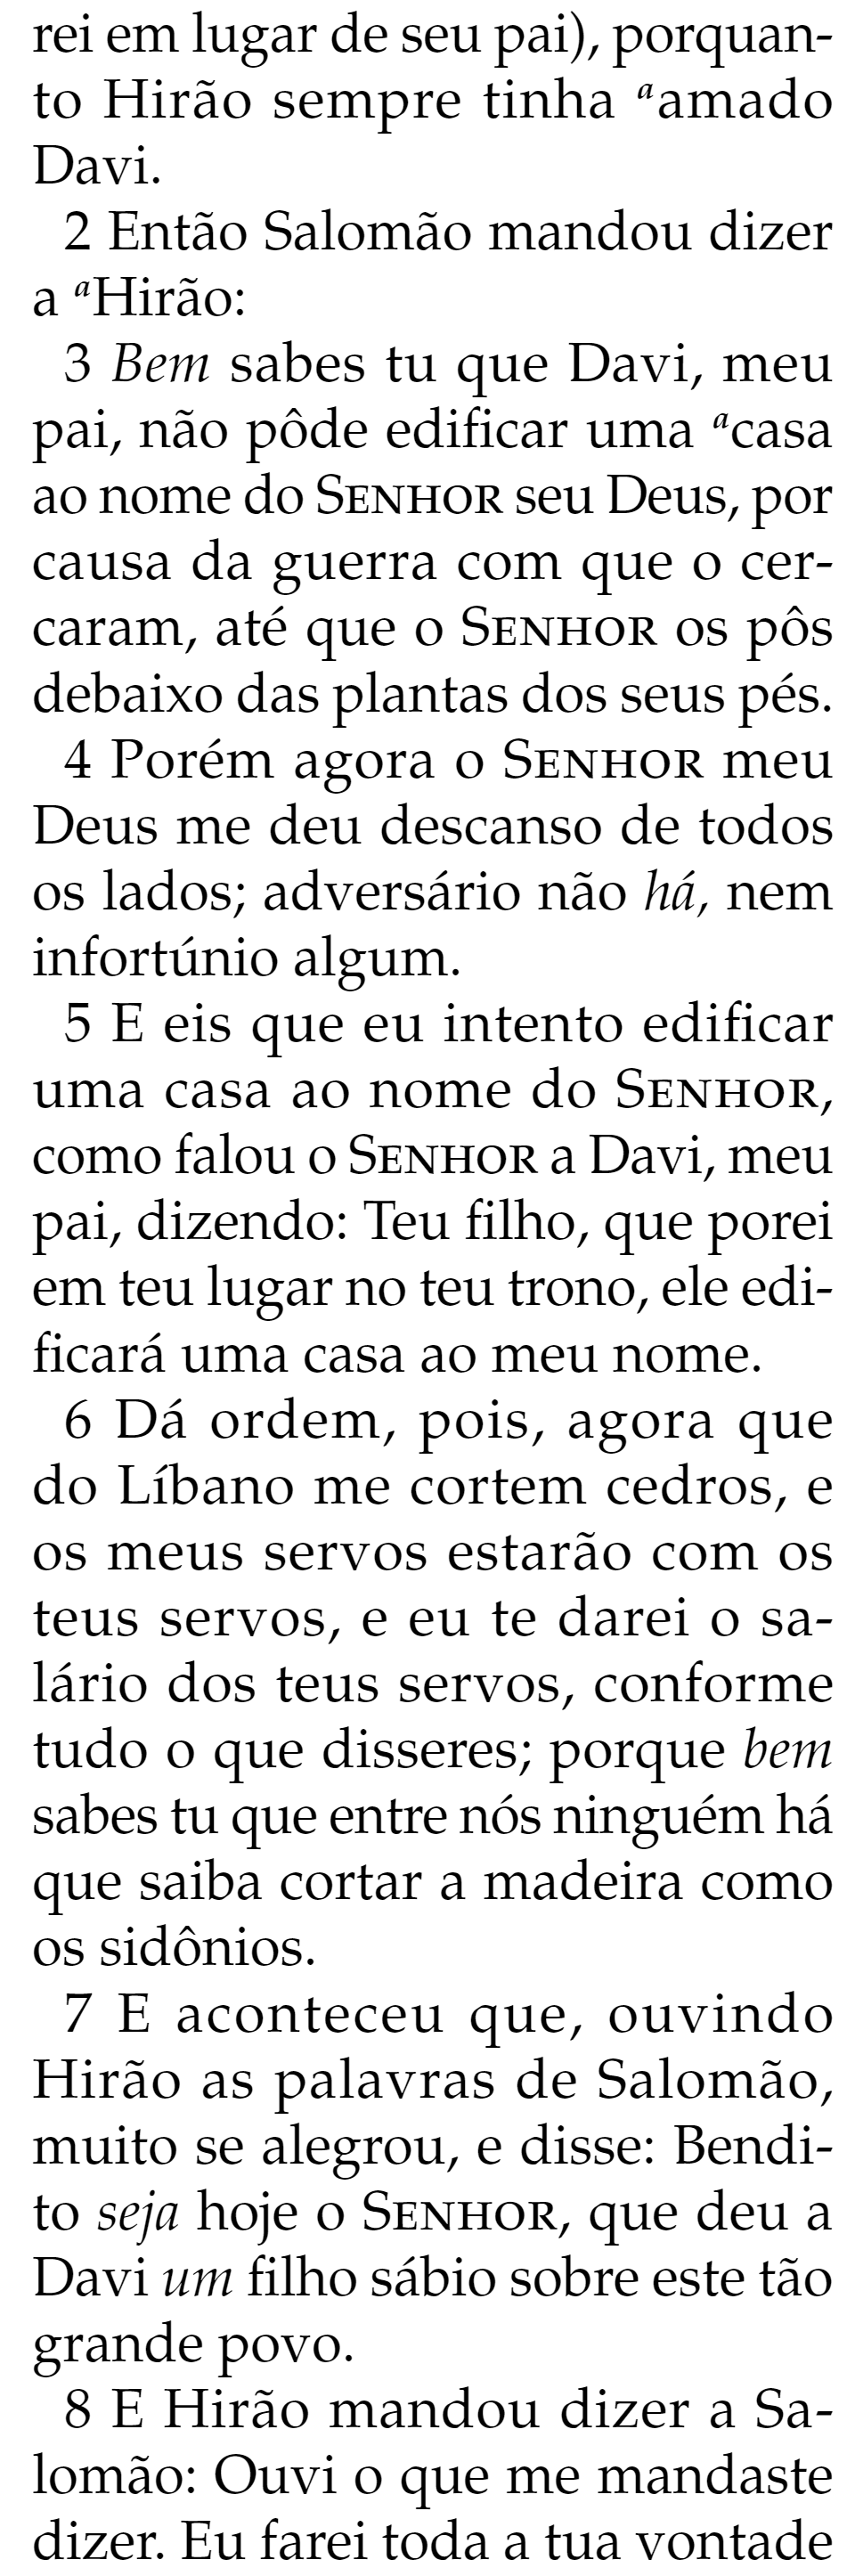 rei em lugar de seu pai), porquan-
to Hirão sempre tinha ᵃamado
Davi.
2 Então Salomão mandou dizer
a ᵃHirão:
3 Bem sabes tu que Davi, meu
pai, não pôde edificar uma ᵃcasa
ao nome do SENHOR seu Deus, por
causa da guerra com que o cer-
caram, até que o SENHOR os pôs
debaixo das plantas dos seus pés.
4 Porém agora o SENHOR meu
Deus me deu descanso de todos
os lados; adversário não há, nem
infortúnio algum.
5 E eis que eu intento edificar
uma casa ao nome do SENHOR,
como falou o SENHOR a Davi, meu
pai, dizendo: Teu filho, que porei
em teu lugar no teu trono, ele edi-
ficará uma casa ao meu nome.
6 Dá ordem, pois, agora que
do Líbano me cortem cedros, e
os meus servos estarão com os
teus servos, e eu te darei o sa-
lário dos teus servos, conforme
tudo o que disseres; porque bem
sabes tu que entre nós ninguém há
que saiba cortar a madeira como
os sidônios.
7 E aconteceu que, ouvindo
Hirão as palavras de Salomão,
muito se alegrou, e disse: Bendi-
to seja hoje o SENHOR, que deu a
Davi um filho sábio sobre este tão
grande povo.
8 E Hirão mandou dizer a Sa-
lomão: Ouvi o que me mandaste
dizer. Eu farei toda a tua vontade